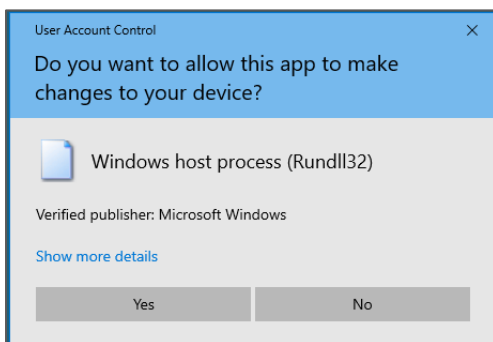 User Account Control
Do you want to allow this app to make
changes to your device?
Windows host process (Rundll32)
Verified publisher: Microsoft Windows
Show more details
Yes
No